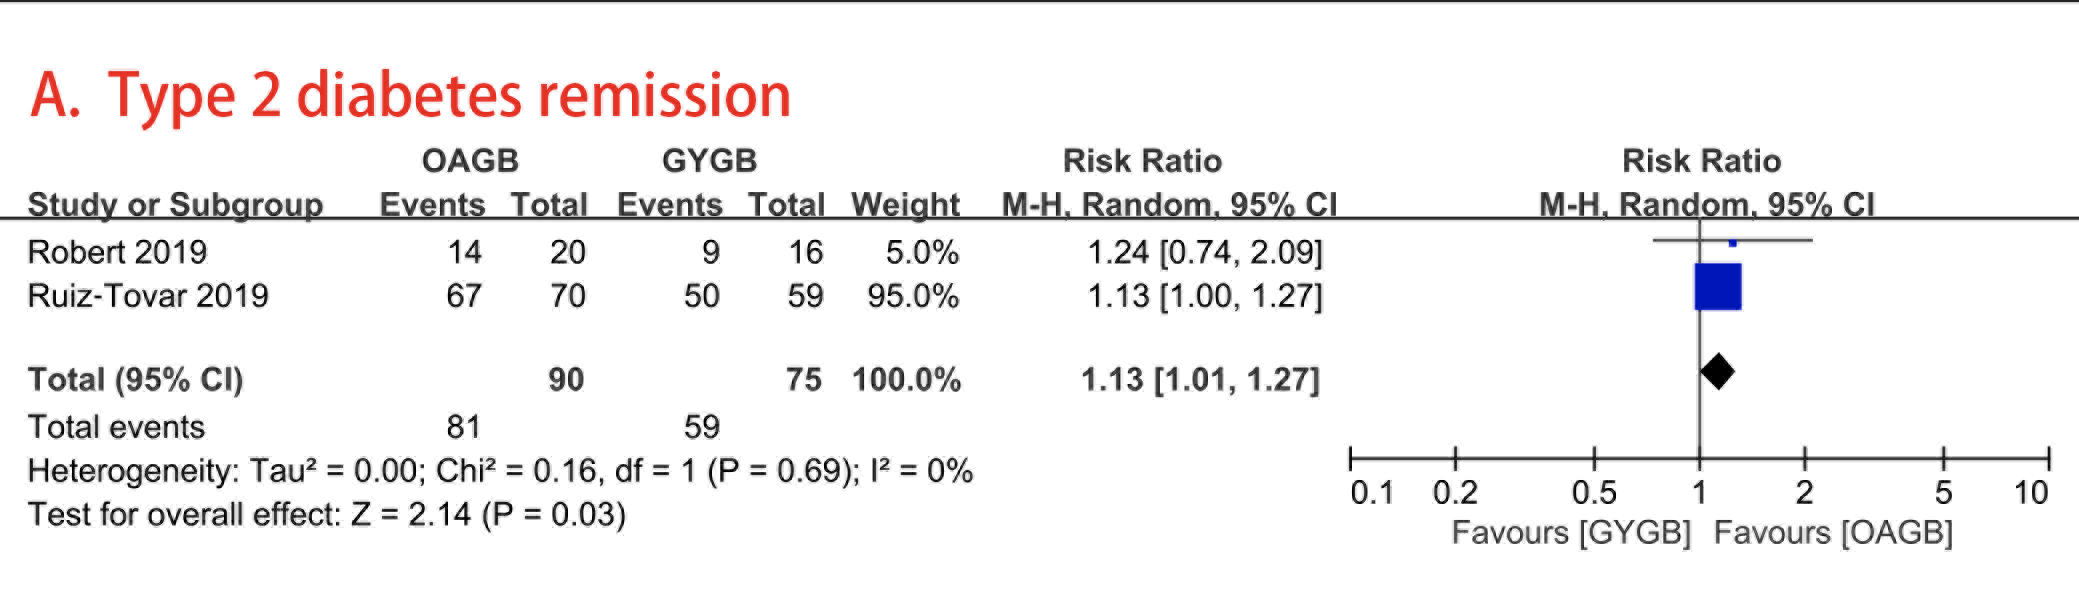 A. Type 2 diabetes remission
OAGB GYGB Risk Ratio Risk Ratio
Study or Subgroup Events Total Events Total Weight M-H, Random, 95% CI M-H, Random, 95% CI
Robert 2019 14 20 9 16 5.0% 1.24 [0.74, 2.09]
Ruiz-Tovar 2019 67 70 50 59 95.0% 1.13 [1.00, 1.27]
Total (95% CI) 90 75 100.0% 1.13 [1.01, 1.27]
Total events 81 59
Heterogeneity: Tau² = 0.00; Chi² = 0.16, df = 1 (P = 0.69); I² = 0%
Test for overall effect: Z = 2.14 (P = 0.03)
0.1 0.2 0.5 1 2 5 10
Favours [GYGB] Favours [OAGB]